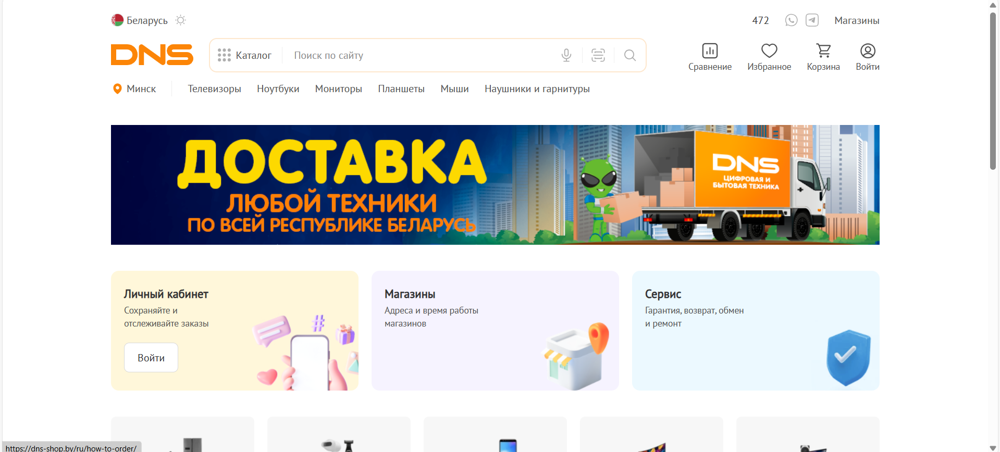 Беларусь
472
Магазины
DNS
Каталог
Поиск по сайту
Сравнение
Избранное
Корзина
Войти
Минск
Телевизоры
Ноутбуки
Мониторы
Планшеты
Мыши
Наушники и гарнитуры
ДОСТАВКА
ЛЮБОЙ ТЕХНИКИ
ПО ВСЕЙ РЕСПУБЛИКЕ БЕЛАРУСЬ
DNS
ЦИФРОВАЯ И
БЫТОВАЯ ТЕХНИКА
Личный кабинет
Сохраняйте и
отслеживайте заказы
Войти
#
Магазины
Адреса и время работы
магазинов
Сервис
Гарантия, возврат, обмен
и ремонт
https://dns-shop.by/ru/how-to-order/